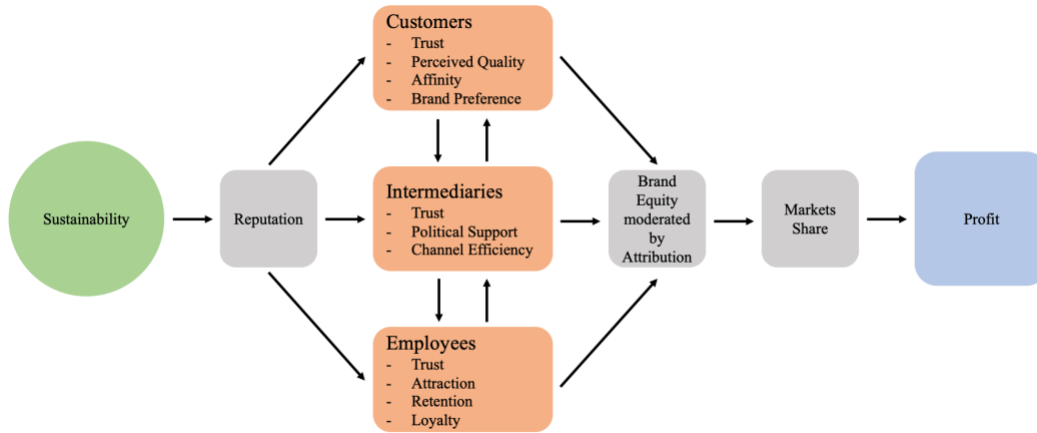 Sustainability
Reputation
Customers
- Trust
- Perceived Quality
- Affinity
- Brand Preference
Intermediaries
- Trust
- Political Support
- Channel Efficiency
Employees
- Trust
- Attraction
- Retention
- Loyalty
Brand
Equity
moderated
by
Attribution
Markets
Share
Profit